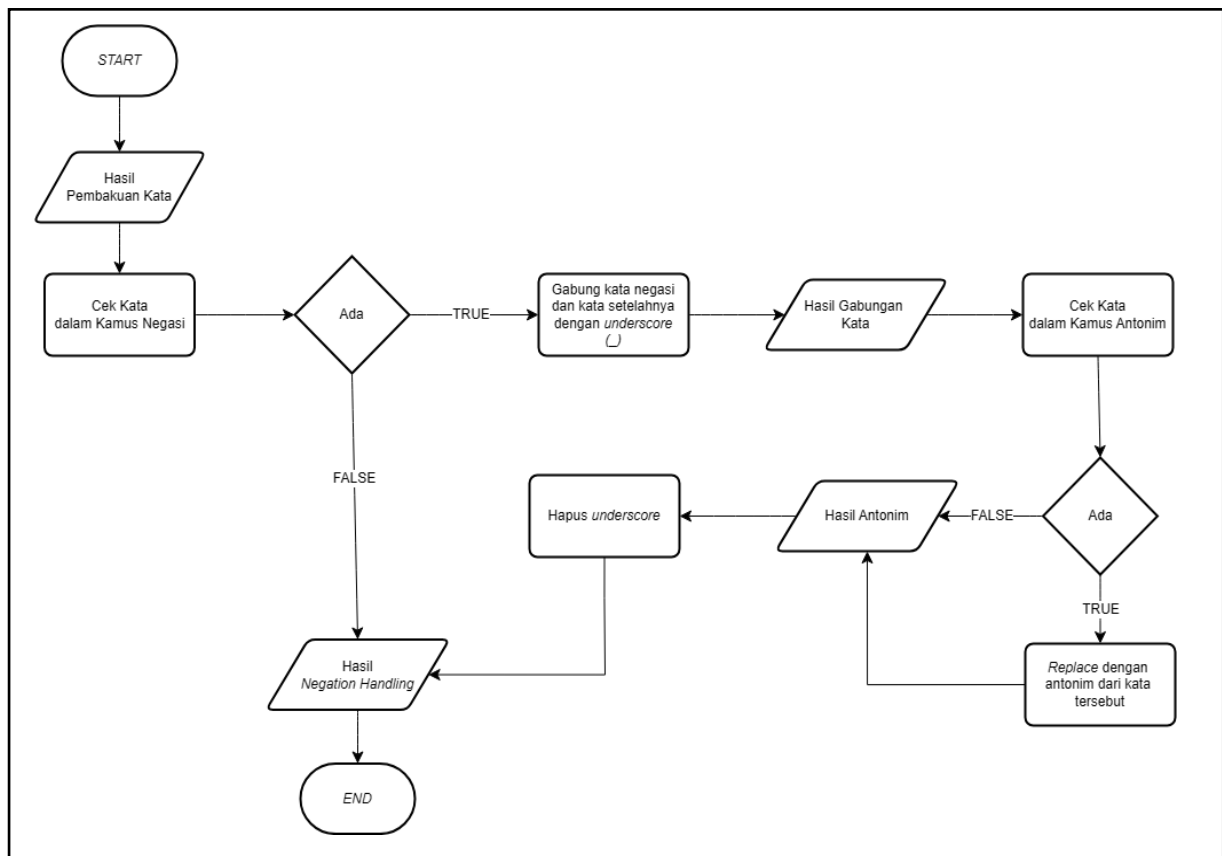 START
Hasil
Pembakuan Kata
Cek Kata
dalam Kamus Negasi
Ada
TRUE
Gabung kata negasi
dan kata setelahnya
dengan underscore
(_)
Hasil Gabungan
Kata
Cek Kata
dalam Kamus Antonim
FALSE
Hapus underscore
Hasil Antonim
FALSE
Ada
TRUE
Replace dengan
antonim dari kata
tersebut
Hasil
Negation Handling
END